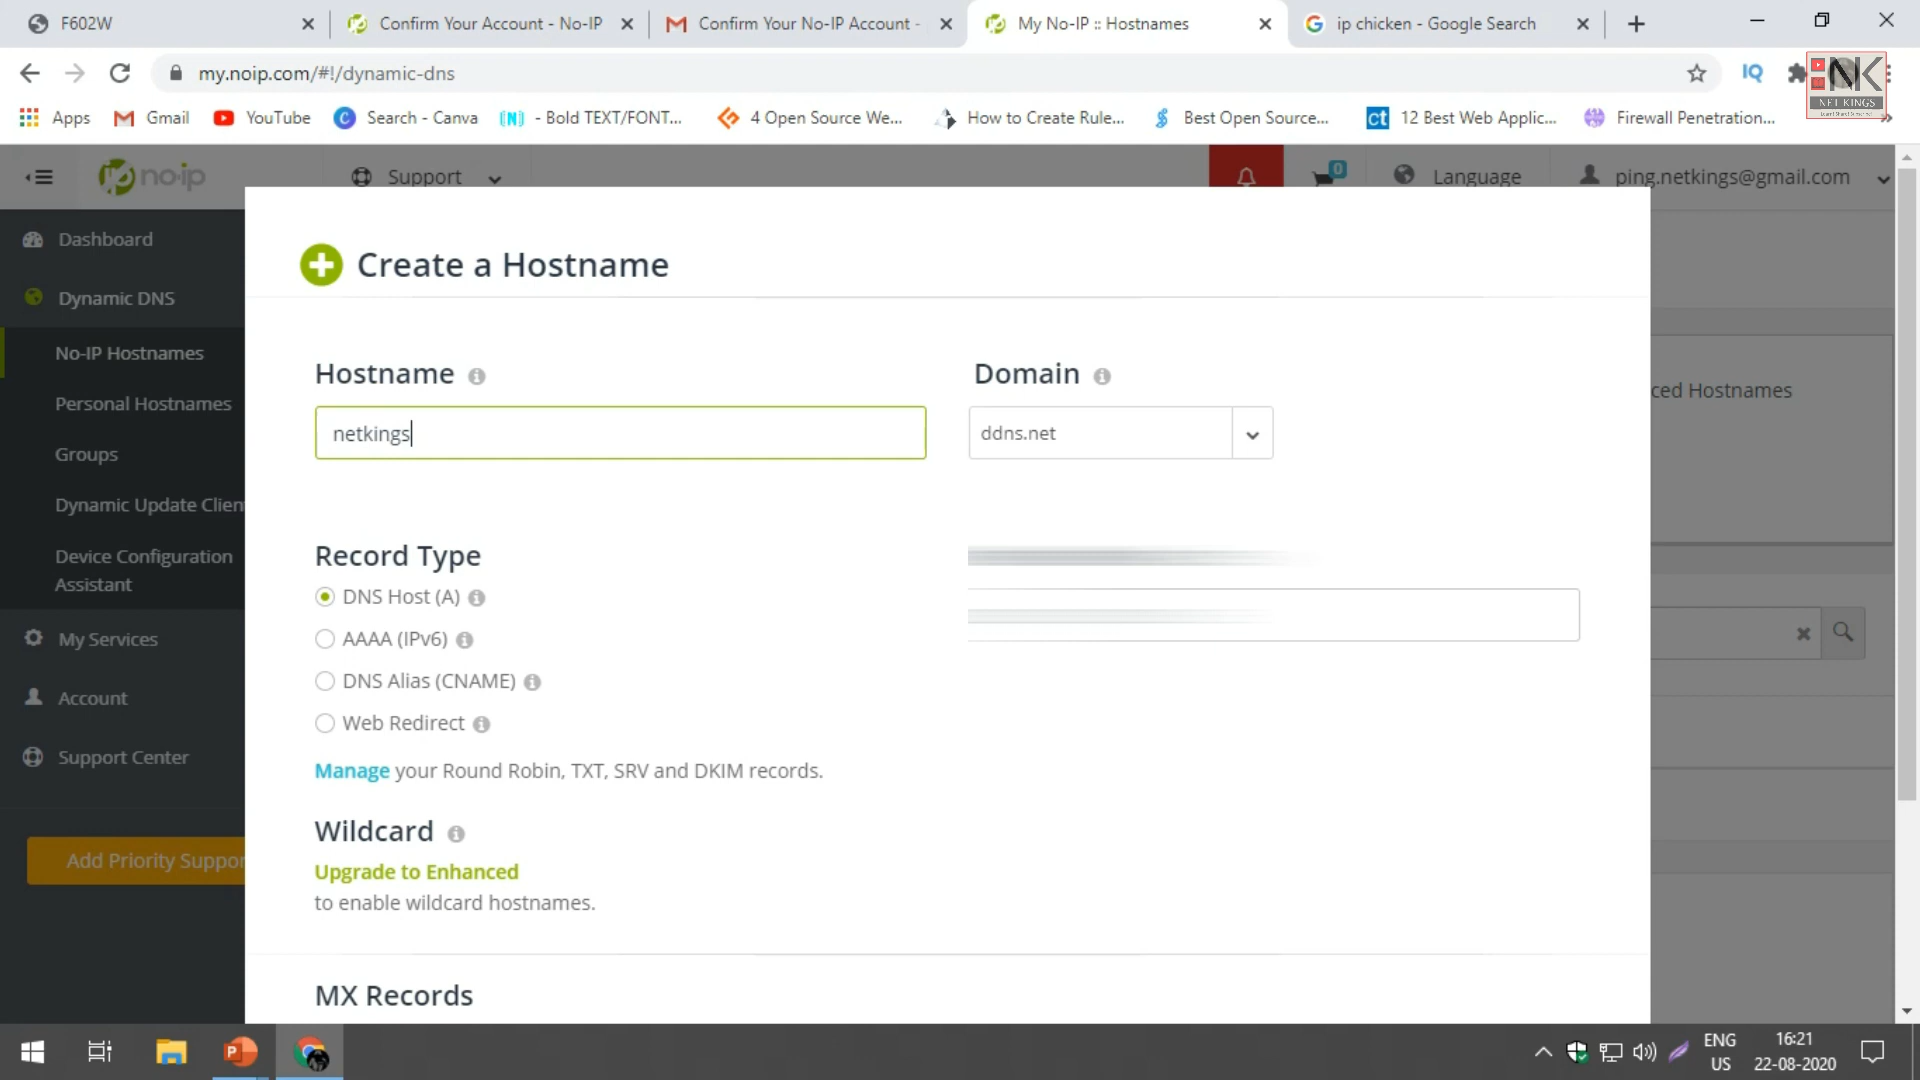 F602W
Confirm Your Account - No-IP
Confirm Your No-IP Account -
My No-IP :: Hostnames
ip chicken - Google Search
my.noip.com/#!/dynamic-dns
IQ
NK
NET KINGS
Apps
Gmail
YouTube
Search - Canva
- Bold TEXT/FONT...
4 Open Source We...
How to Create Rule...
Best Open Source...
12 Best Web Applic...
Firewall Penetration...
no-ip
Support
0
Language
ping.netkings@gmail.com
Dashboard
Dynamic DNS
No-IP Hostnames
Personal Hostnames
Groups
Dynamic Update Clien
Device Configuration
Assistant
My Services
Account
Support Center
Add Priority Suppor
Create a Hostname
Hostname
netkings
Domain
ddns.net
ced Hostnames
Record Type
DNS Host (A)
AAAA (IPv6)
DNS Alias (CNAME)
Web Redirect
Manage your Round Robin, TXT, SRV and DKIM records.
Wildcard
Upgrade to Enhanced
to enable wildcard hostnames.
MX Records
ENG
US
16:21
22-08-2020